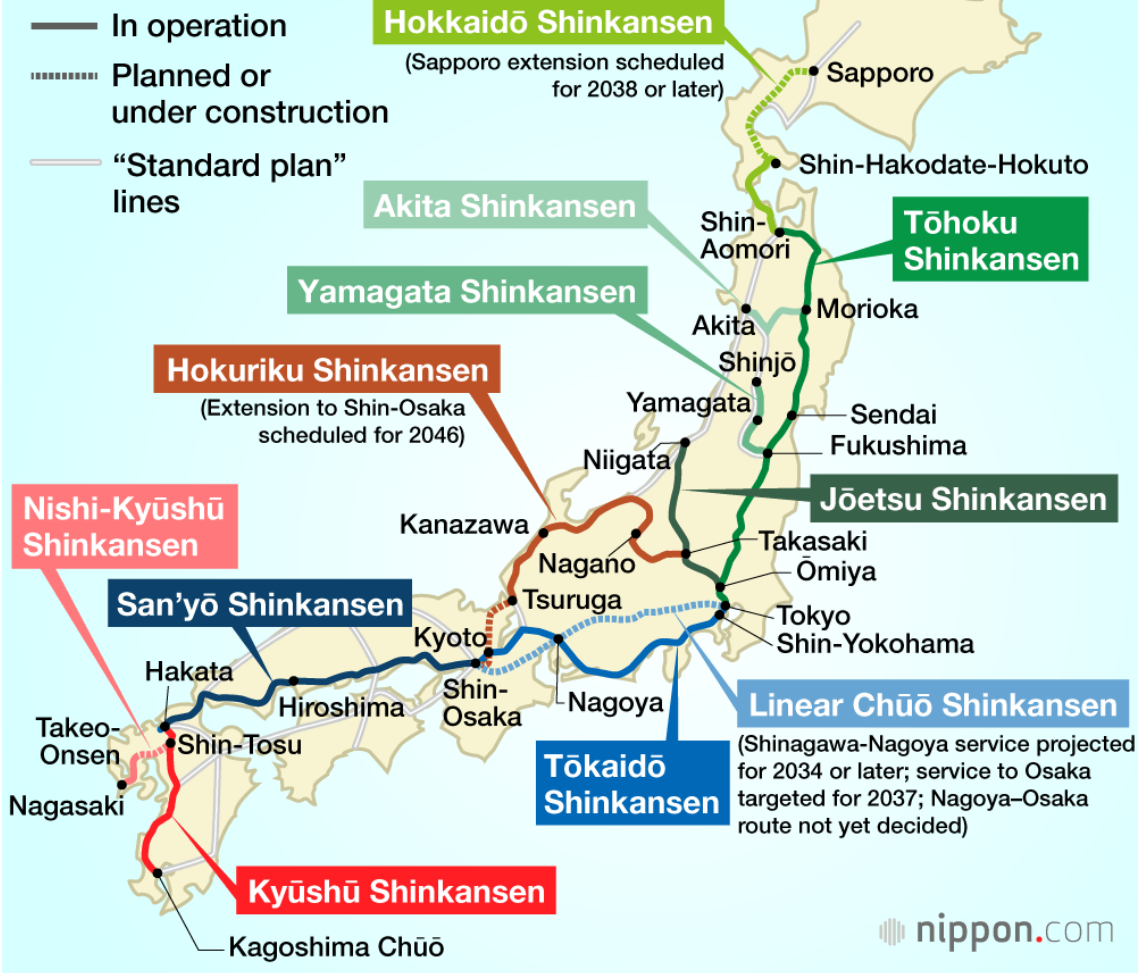 In operation
Planned or
under construction
“Standard plan”
lines
Hokkaidō Shinkansen
(Sapporo extension scheduled
for 2038 or later)
Sapporo
Shin-Hakodate-Hokuto
Akita Shinkansen
Shin-
Aomori
Tōhoku
Shinkansen
Yamagata Shinkansen
Akita
Morioka
Shinjō
Hokuriku Shinkansen
(Extension to Shin-Osaka
scheduled for 2046)
Yamagata
Sendai
Fukushima
Niigata
Jōetsu Shinkansen
Nishi-Kyūshū
Shinkansen
Kanazawa
Nagano
Takasaki
Ōmiya
San’yō Shinkansen
Tsuruga
Tokyo
Shin-Yokohama
Kyoto
Hakata
Hiroshima
Shin-
Osaka
Nagoya
Linear Chūō Shinkansen
(Shinagawa-Nagoya service projected
for 2034 or later; service to Osaka
targeted for 2037; Nagoya–Osaka
route not yet decided)
Takeo-
Onsen
Shin-Tosu
Nagasaki
Tōkaidō
Shinkansen
Kyūshū Shinkansen
Kagoshima Chūō
nippon.com